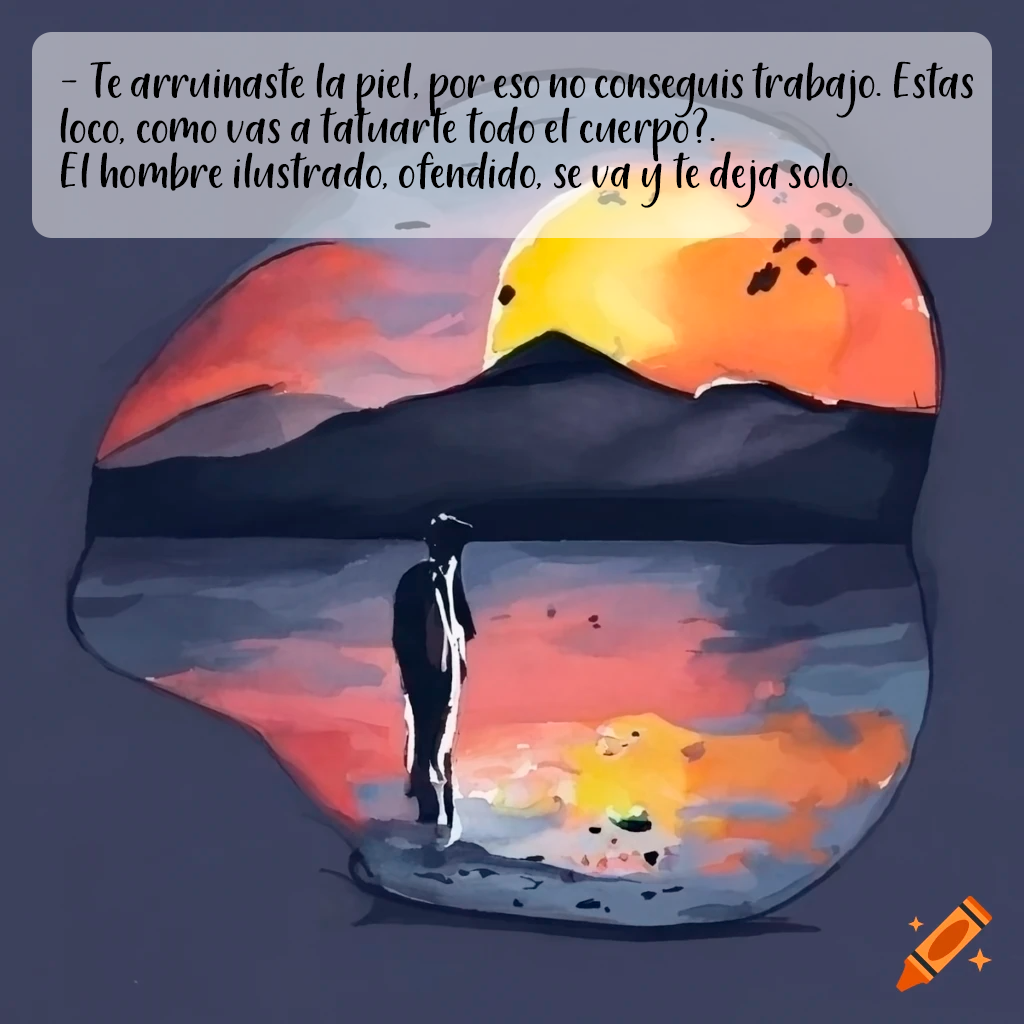 - Te arruinaste la piel, por eso no conseguis trabajo. Estas
loco, como vas a tatuarte todo el cuerpo?.
El hombre ilustrado, ofendido, se va y te deja solo.